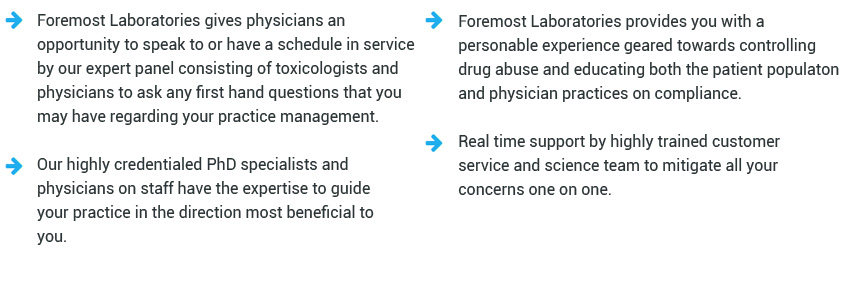 Foremost Laboratories gives physicians an
opportunity to speak to or have a schedule in service
by our expert panel consisting of toxicologists and
physicians to ask any first hand questions that you
may have regarding your practice management.
Our highly credentialed PhD specialists and
physicians on staff have the expertise to guide
your practice in the direction most beneficial to
you.
Foremost Laboratories provides you with a
personable experience geared towards controlling
drug abuse and educating both the patient populaton
and physician practices on compliance.
Real time support by highly trained customer
service and science team to mitigate all your
concerns one on one.